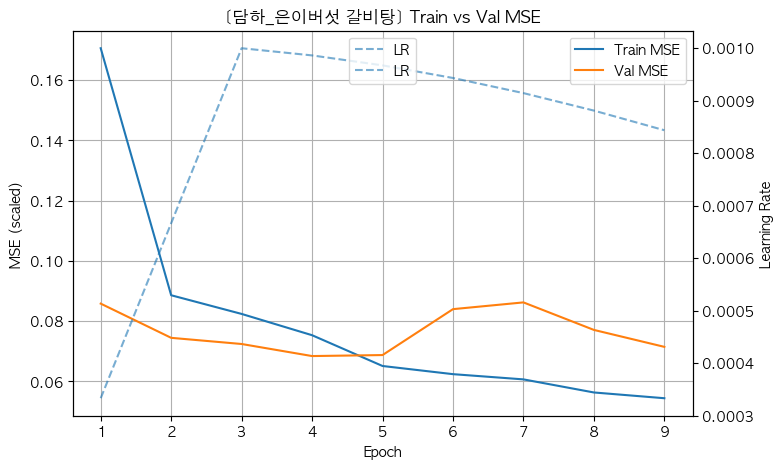 [담하_은이버섯 갈비탕] Train vs Val MSE
LR
LR
Train MSE
Val MSE
MSE (scaled)
0.16
0.14
0.12
0.10
0.08
0.06
0.0010
0.0009
0.0008
0.0007
0.0006
0.0005
0.0004
0.0003
Learning Rate
1 2 3 4 5 6 7 8 9
Epoch